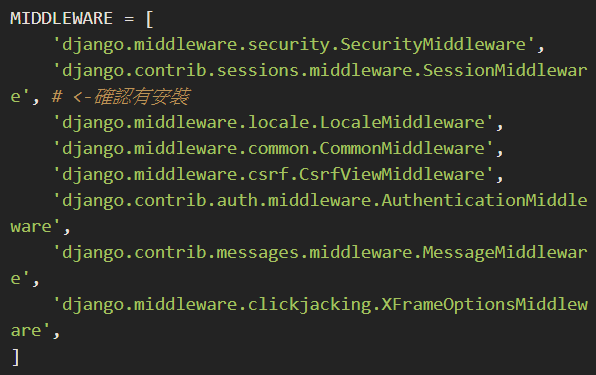 MIDDLEWARE = [
    'django.middleware.security.SecurityMiddleware',
    'django.contrib.sessions.middleware.SessionMiddlewar
e', # <-確認有安裝
    'django.middleware.locale.LocaleMiddleware',
    'django.middleware.common.CommonMiddleware',
    'django.middleware.csrf.CsrfViewMiddleware',
    'django.contrib.auth.middleware.AuthenticationMiddle
ware',
    'django.contrib.messages.middleware.MessageMiddlewar
e',
    'django.middleware.clickjacking.XFrameOptionsMiddlew
are',
]